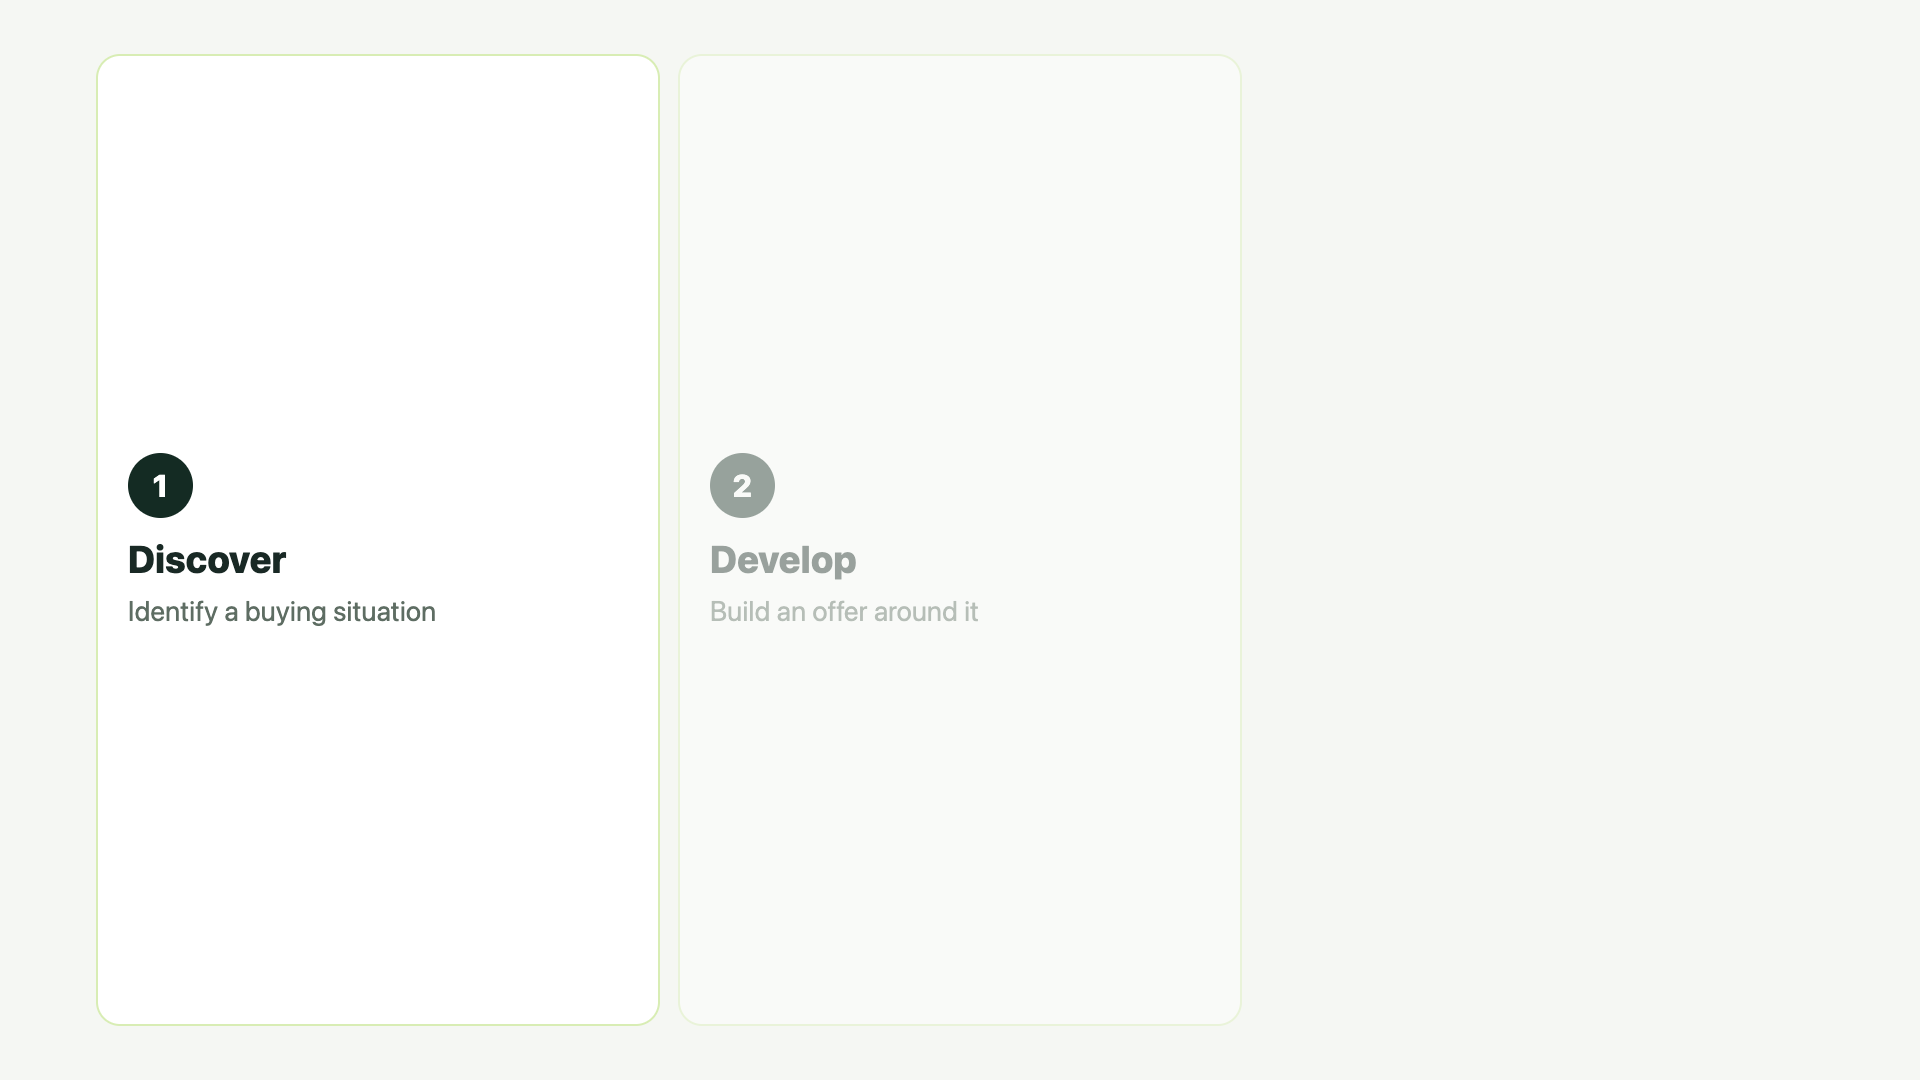 1
Discover
Identify a buying situation
2
Develop
Build an offer around it